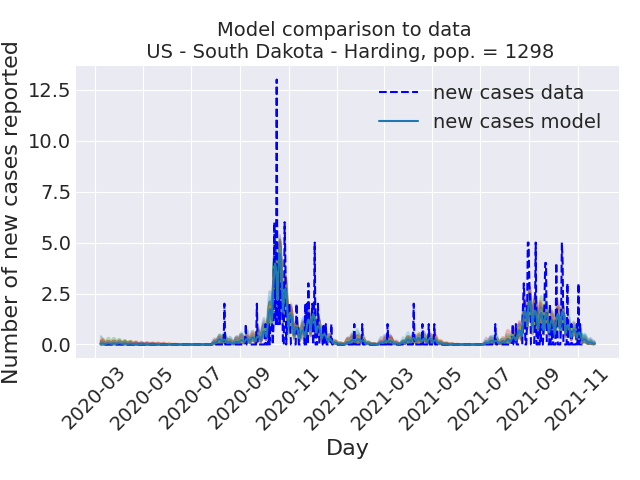 Model comparison to data
US - South Dakota - Harding, pop. = 1298
Number of new cases reported
12.5
10.0
7.5
5.0
2.5
0.0
new cases data
new cases model
2020-03
2020-05
2020-07
2020-09
2020-11
2021-01
2021-03
2021-05
2021-07
2021-09
2021-11
Day